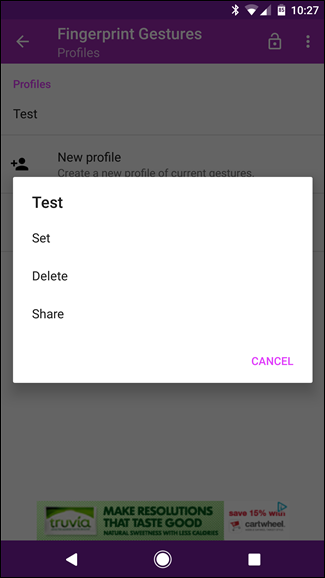 10:27
Fingerprint Gestures
Profiles
Profiles
Test
New profile
Create a new profile of current gestures.
Test
Set
Delete
Share
CANCEL
truvia
MAKE RESOLUTIONS
THAT TASTE GOOD
NATURAL SWEETNESS WITH LESS CALORIES
save 15% with
cartwheel